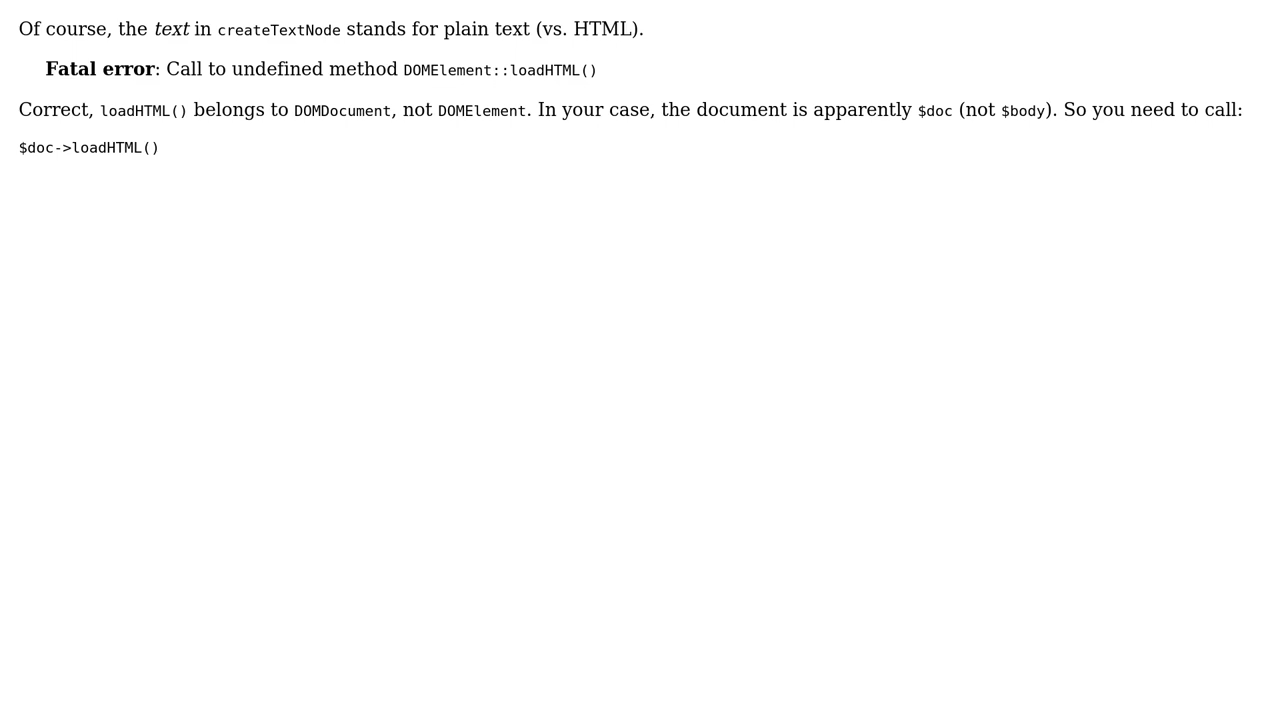 Of course, the text in createTextNode stands for plain text (vs. HTML).
Fatal error: Call to undefined method DOMElement::loadHTML()
Correct, loadHTML() belongs to DOMDocument, not DOMElement. In your case, the document is apparently $doc (not $body). So you need to call:
$doc->loadHTML()